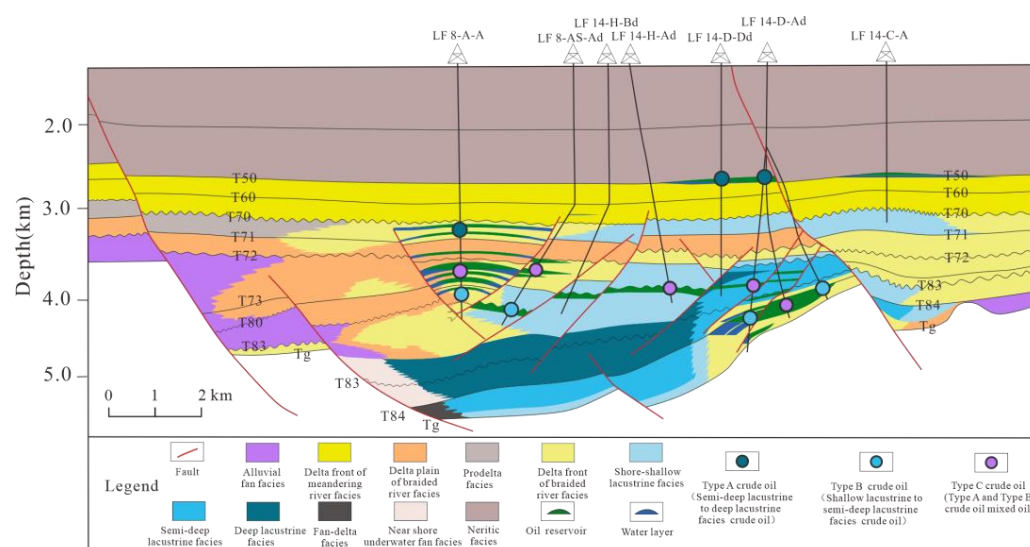 LF 14-H-Bd
LF 14-D-Ad
LF 8-A-A
LF 8-AS-Ad
LF 14-H-Ad
LF 14-D-Dd
LF 14-C-A
Depth(km)
2.0
3.0
4.0
5.0
T50
T60
T70
T71
T72
T73
T80
T83
Tg
T83
T84
Tg
T50
T60
T70
T71
T72
T83
T84
Tg
0
2 km
Legend
Fault
Alluvial
fan facies
Delta front of
meandering
river facies
Delta plain
of braided
river facies
Prodelta
facies
Delta front
of braided
river facies
Shore-shallow
lacustrine facies
Type A crude oil
(Semi-deep lacustrine
to deep lacustrine
facies crude oil)
Type B crude oil
(Shallow lacustrine to
semi-deep lacustrine
facies crude oil)
Type C crude oil
(Type A and Type B
crude oil mixed oil)
Semi-deep
lacustrine facies
Deep lacustrine
facies
Fan-delta
facies
Near shore
underwater fan facies
Neritic
facies
Oil reservoir
Water layer